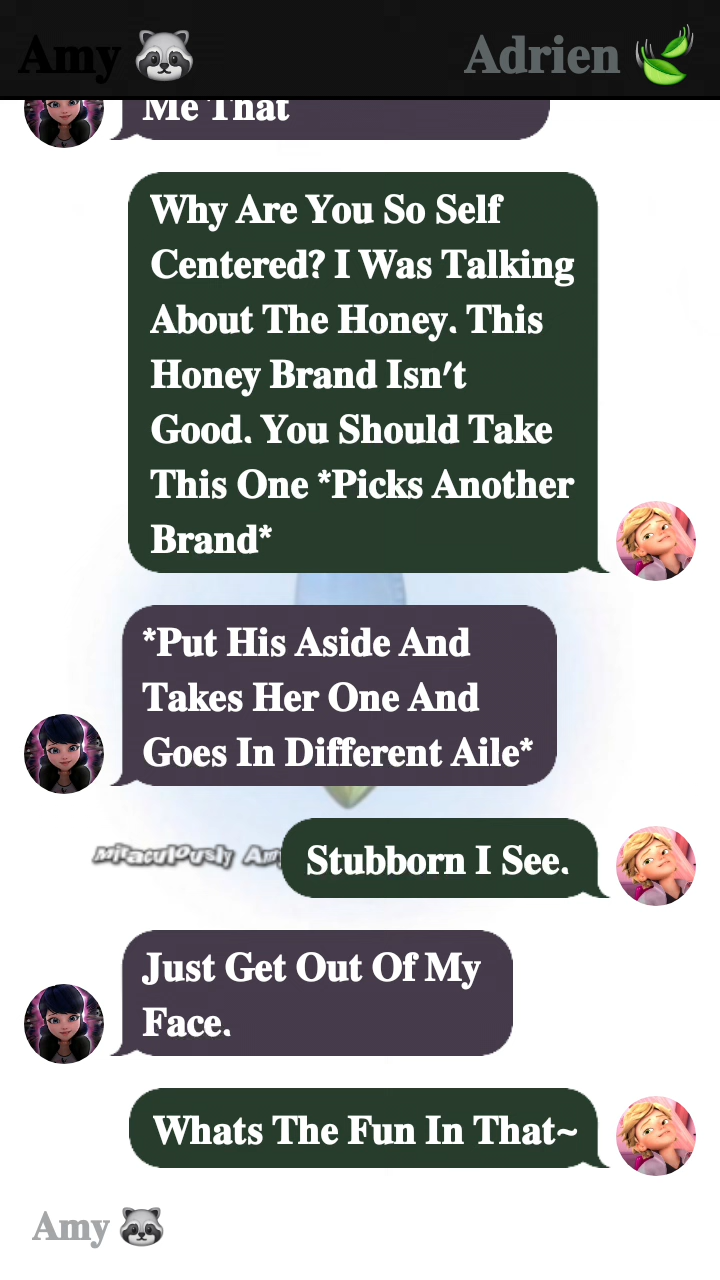 Amy 🦝 Adrien 🍃
Me That
Why Are You So Self
Centered? I Was Talking
About The Honey. This
Honey Brand Isn't
Good. You Should Take
This One *Picks Another
Brand*
*Put His Aside And
Takes Her One And
Goes In Different Aile*
Miraculously Am
Stubborn I See.
Just Get Out Of My
Face.
Whats The Fun In That~
Amy 🦝